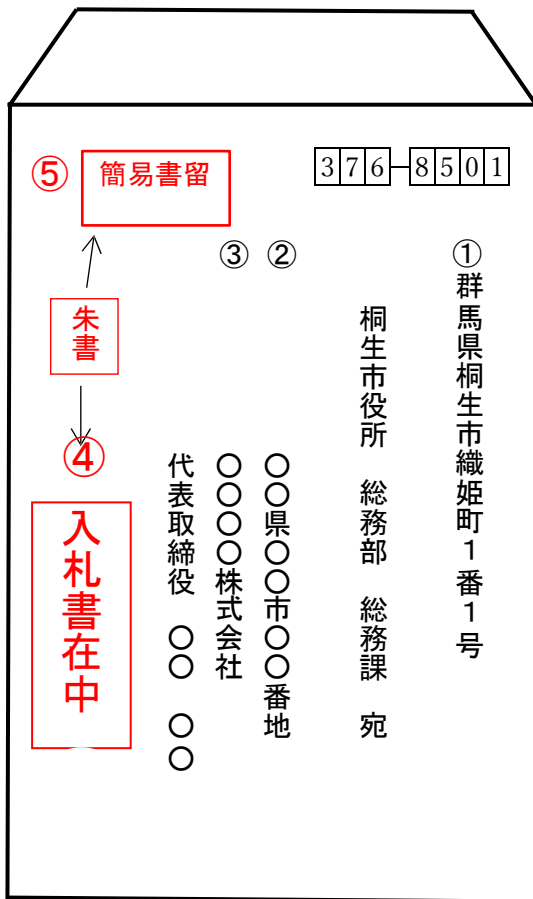 376-8501
①群馬県桐生市織姫町1番1号
桐生市役所 総務部 総務課 宛
② 〇〇県〇〇市〇〇番地
③ 〇〇〇〇株式会社
代表取締役 〇〇 〇〇
⑤ 簡易書留
朱書
④
入札書在中